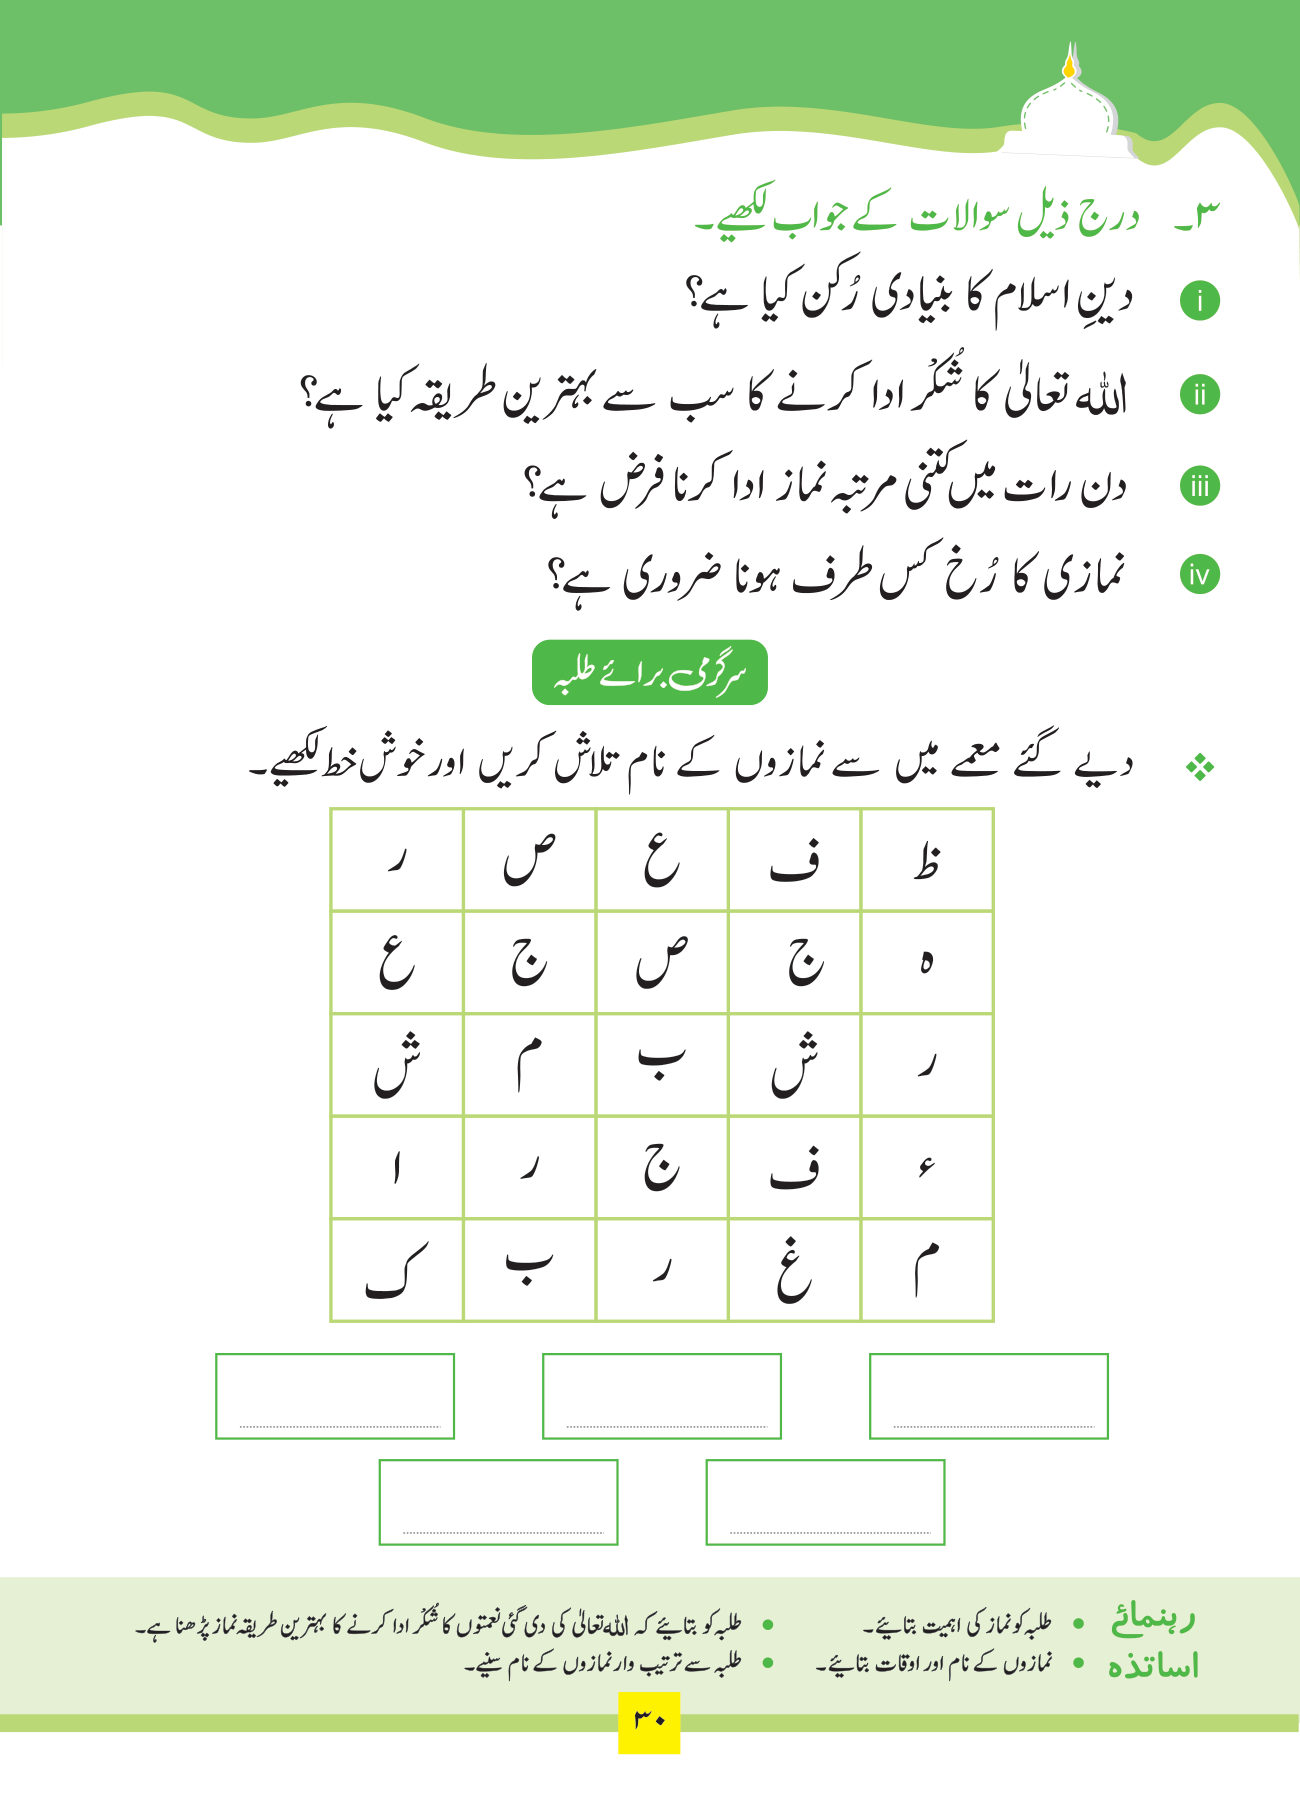 ۳۔ درج ذیل سوالات کے جواب لکھیے۔
i دینِ اسلام کا بنیادی رُکن کیا ہے؟
ii اللہ تعالیٰ کا شُکْر ادا کرنے کا سب سے بہترین طریقہ کیا ہے؟
iii دن رات میں کتنی مرتبہ نماز ادا کرنا فرض ہے؟
iv نمازی کا رُخ کس طرف ہونا ضروری ہے؟
سرگرمی برائے طلبہ
دیے گئے معمے میں سے نمازوں کے نام تلاش کریں اور خوش خط لکھیے۔
ظ ف ع ص ر
ہ ج ص ج ع
ر ش ب م ش
ء ف ج ر ا
م غ ر ب ک
رہنمائے اساتذہ
• طلبہ کو نماز کی اہمیت بتائیے۔
• نمازوں کے نام اور اوقات بتائیے۔
• طلبہ کو بتائیے کہ اللہ تعالیٰ کی دی گئی نعمتوں کا شُکْر ادا کرنے کا بہترین طریقہ نماز پڑھنا ہے۔
• طلبہ سے ترتیب وار نمازوں کے نام سنیے۔
۳۰